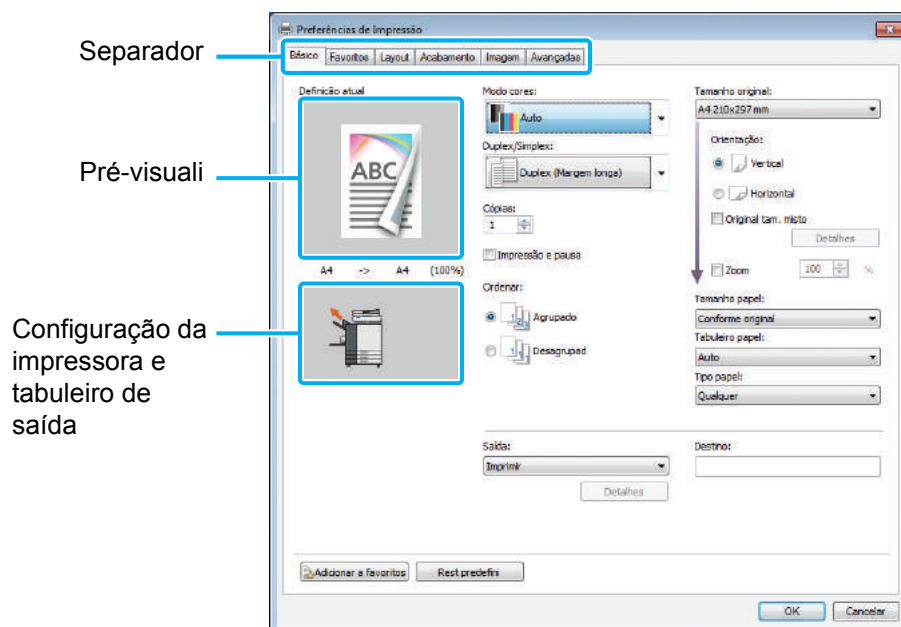 Separador
Pré-visuali
Configuração da
impressora e
tabuleiro de
saída
Preferências de Impressão
Básico Favoritos Layout Acabamento Imagem Avançadas
Definicão atual
ABC
A4 -> A4 (100%)
Modo cores:
Auto
Duplex/Simplex:
Duplex (Margem longa)
Cópias:
1
Impressão e pausa
Ordenar:
Agrupado
Desagrupad
Tamanho original:
A4 210x297 mm
Orientação:
Vertical
Horizontal
Original tam. misto
Detalhes
Zoom 100 %
Tamanho papel:
Conforme original
Tabuleiro papel:
Auto
Tipo papel:
Qualquer
Saída:
Imprimir
Detalhes
Destino:
Adicionar a favoritos Rest predefini
OK Cancelar